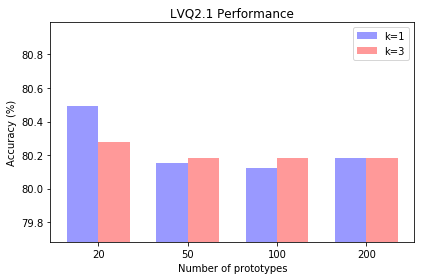 LVQ2.1 Performance
k=1
k=3
Accuracy (%)
80.8
80.6
80.4
80.2
80.0
79.8
20 50 100 200
Number of prototypes